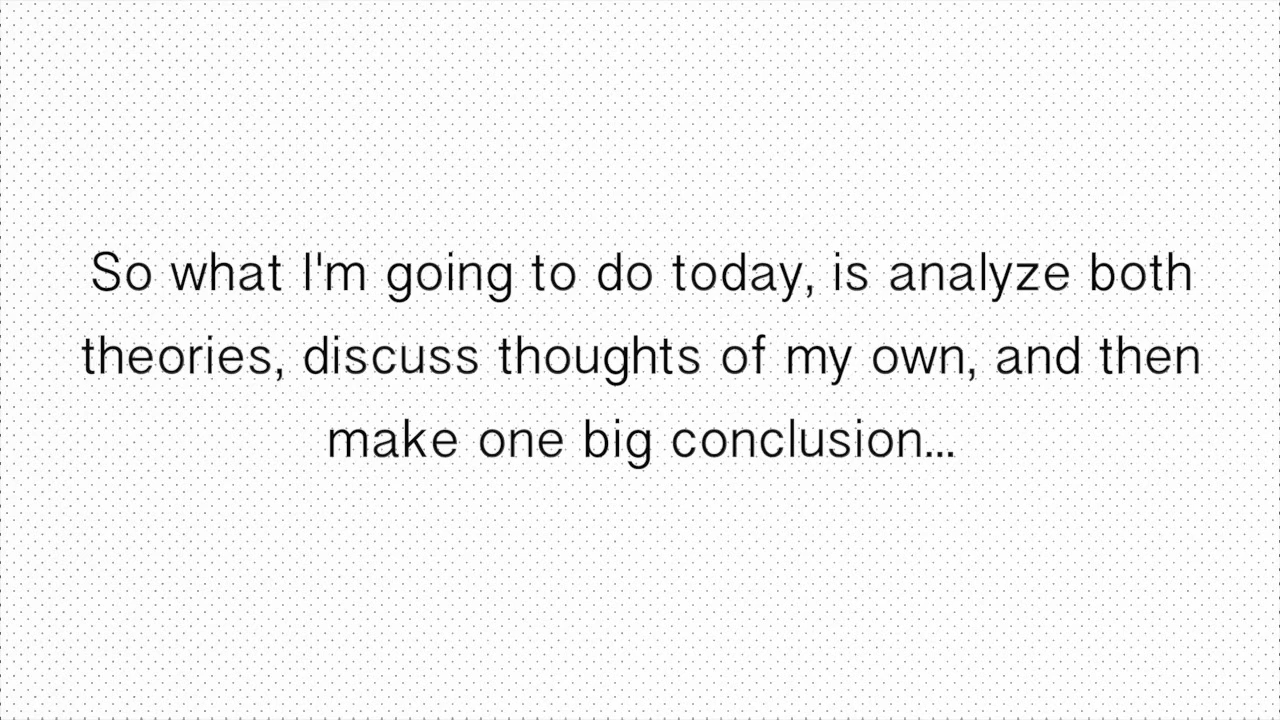 So what I'm going to do today, is analyze both
theories, discuss thoughts of my own, and then
make one big conclusion...